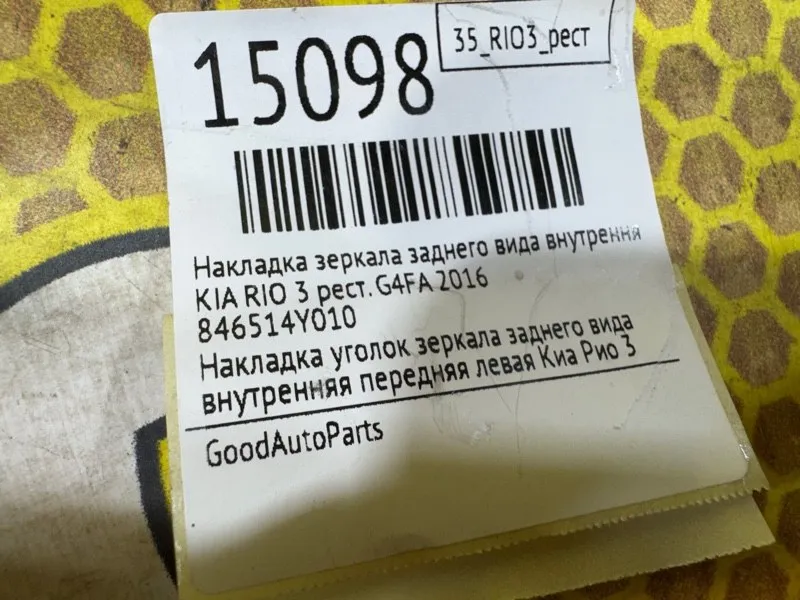 35_RIO3_рест
15098
Накладка зеркала заднего вида внутрення
KIA RIO 3 рест. G4FA 2016
846514Y010
Накладка уголок зеркала заднего вида
внутренняя передняя левая Киа Рио 3
GoodAutoParts